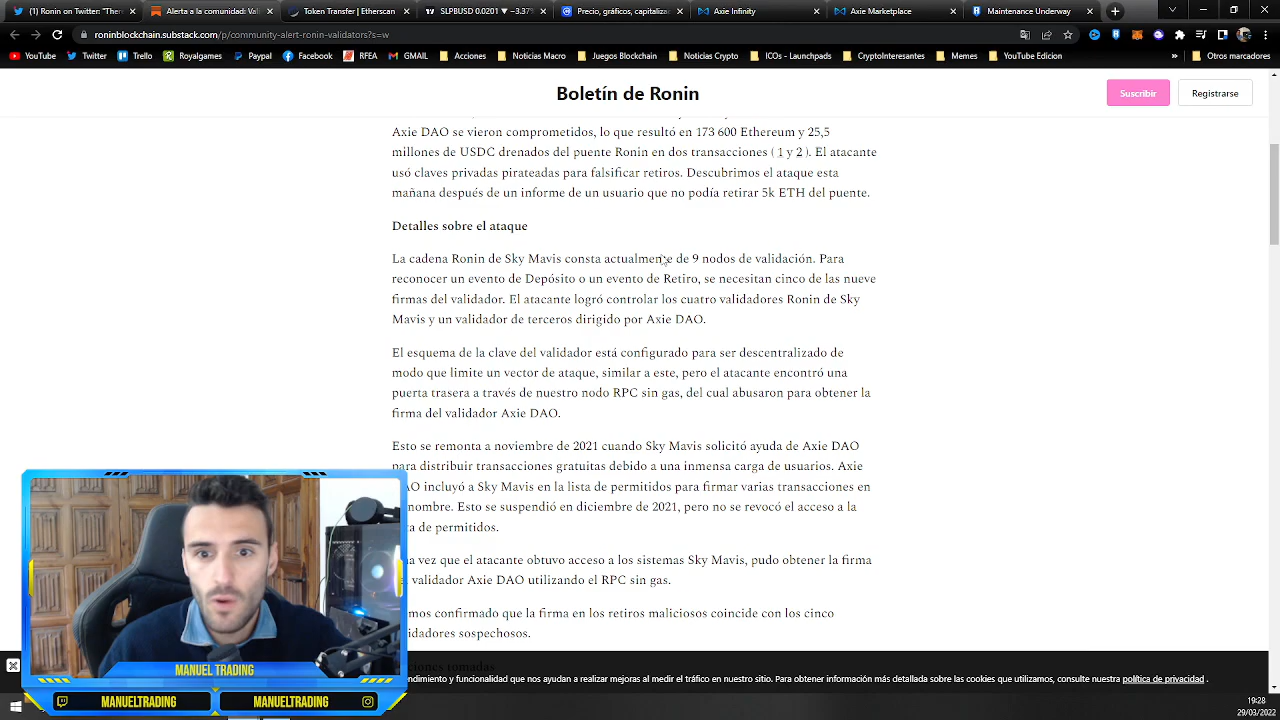 Ronin on Twitter: "Ther
Alerta a la comunidad: Vali
Token Transfer | Etherscan
SLPBUSD 0.0201 ▼ −3.37%
Precio, gráficos, capitalizac
Axie Infinity
Axie Marketplace
Maintenance Underway
roninblockchain.substack.com/p/community-alert-ronin-validators?s=w
YouTube
Twitter
Trello
Royalgames
Paypal
Facebook
RFEA
GMAIL
Acciones
Noticias Macro
Juegos Blockchain
Noticias Crypto
ICOs - Launchpads
CryptoInteresantes
Memes
YouTube Edicion
Otros marcadores
Boletín de Ronin
Suscribir
Registrarse
Axie DAO se vieron comprometidos, lo que resultó en 173 600 Ethereum y 25,5
millones de USDC drenados del puente Ronin en dos transacciones ( 1 y 2 ). El atacante
usó claves privadas pirateadas para falsificar retiros. Descubrimos el ataque esta
mañana después de un informe de un usuario que no podía retirar 5k ETH del puente.
Detalles sobre el ataque
La cadena Ronin de Sky Mavis consta actualmente de 9 nodos de validación. Para
reconocer un evento de Depósito o un evento de Retiro, se necesitan cinco de las nueve
firmas del validador. El atacante logró controlar los cuatro validadores Ronin de Sky
Mavis y un validador de terceros dirigido por Axie DAO.
El esquema de la clave del validador está configurado para ser descentralizado de
modo que limite un vector de ataque, similar a este, pero el atacante encontró una
puerta trasera a través de nuestro nodo RPC sin gas, del cual abusaron para obtener la
firma del validador Axie DAO.
Esto se remonta a noviembre de 2021 cuando Sky Mavis solicitó ayuda de Axie DAO
para distribuir transacciones gratuitas debido a una inmensa carga de usuarios. Axie
AO incluyó a Sky Mavis en la lista de permitidos para firmar varias transacciones en
nombre. Esto se suspendió en diciembre de 2021, pero no se revocó el acceso a la
ta de permitidos.
na vez que el atacante obtuvo acceso a los sistemas Sky Mavis, pudo obtener la firma
validador Axie DAO utilizando el RPC sin gas.
mos confirmado que la firma en los retiros maliciosos coincide con los cinco
idadores sospechosos.
ciones tomadas
ndimiento y funcionalidad que nos ayudan a realizar mejoras al medir el tráfico en nuestro sitio. Para obtener información más detallada sobre las cookies que utilizamos, consulte nuestra política de privacidad .
MANUEL TRADING
MANUELTRADING
MANUELTRADING
19:28
29/03/2022